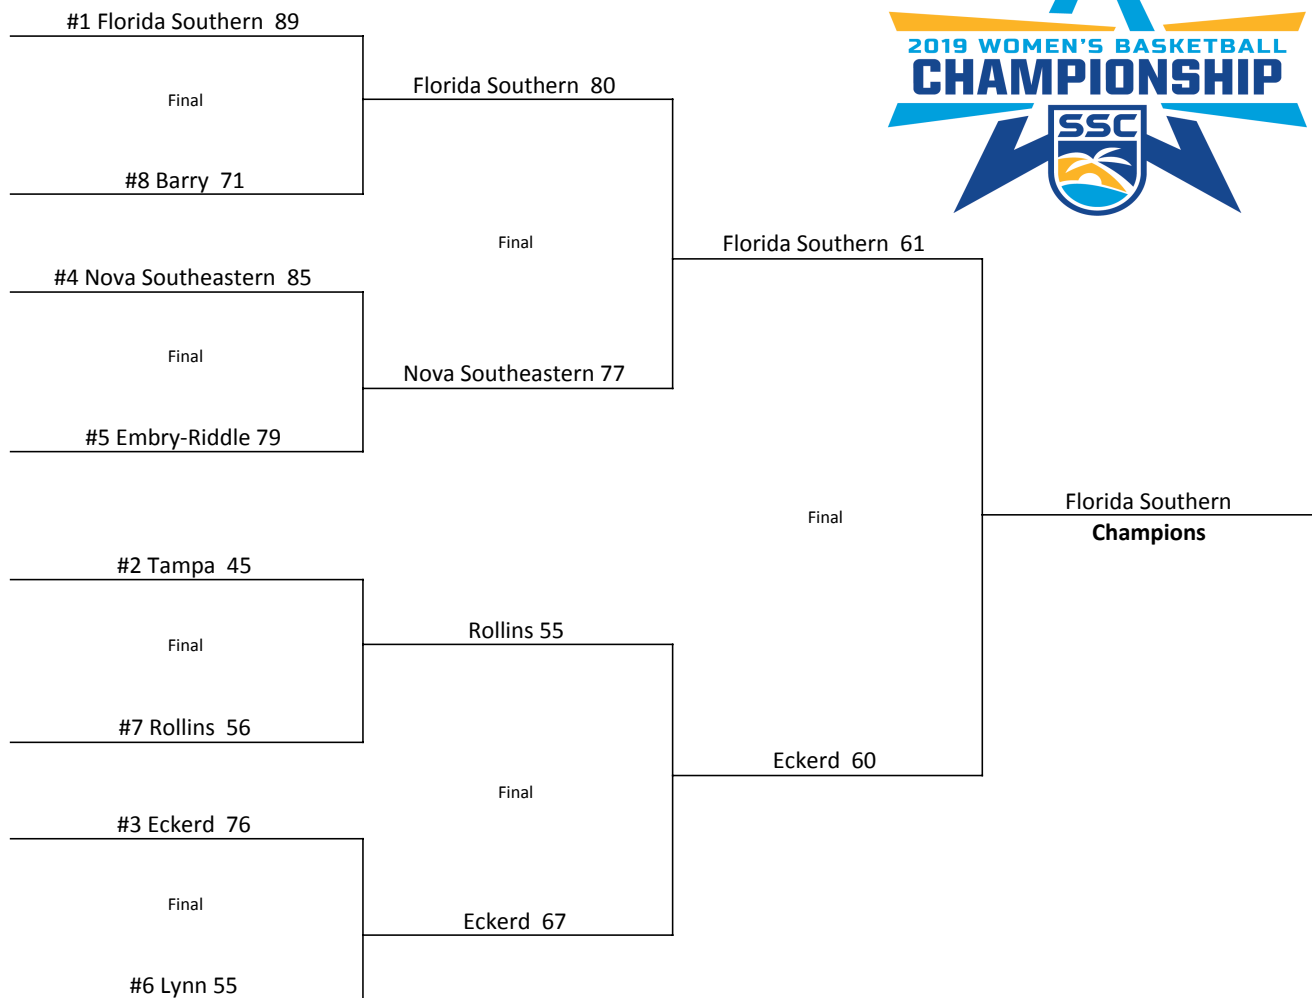 #1 Florida Southern 89
2019 WOMEN'S BASKETBALL
CHAMPIONSHIP
SSC
Final
Florida Southern 80
#8 Barry 71
Final
Florida Southern 61
#4 Nova Southeastern 85
Final
Nova Southeastern 77
#5 Embry-Riddle 79
Final
Florida Southern
Champions
#2 Tampa 45
Final
Rollins 55
#7 Rollins 56
Final
Eckerd 60
#3 Eckerd 76
Final
Eckerd 67
#6 Lynn 55